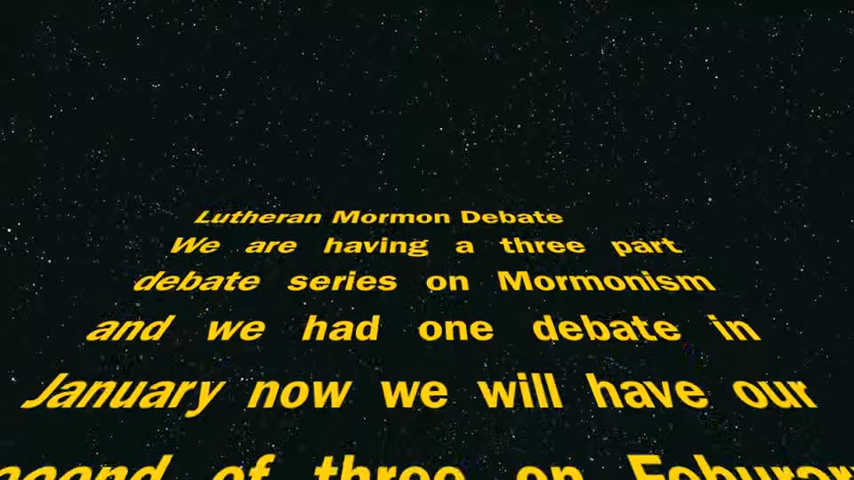 Lutheran Mormon Debate
We are having a three part
debate series on Mormonism
and we had one debate in
January now we will have our
second of three on